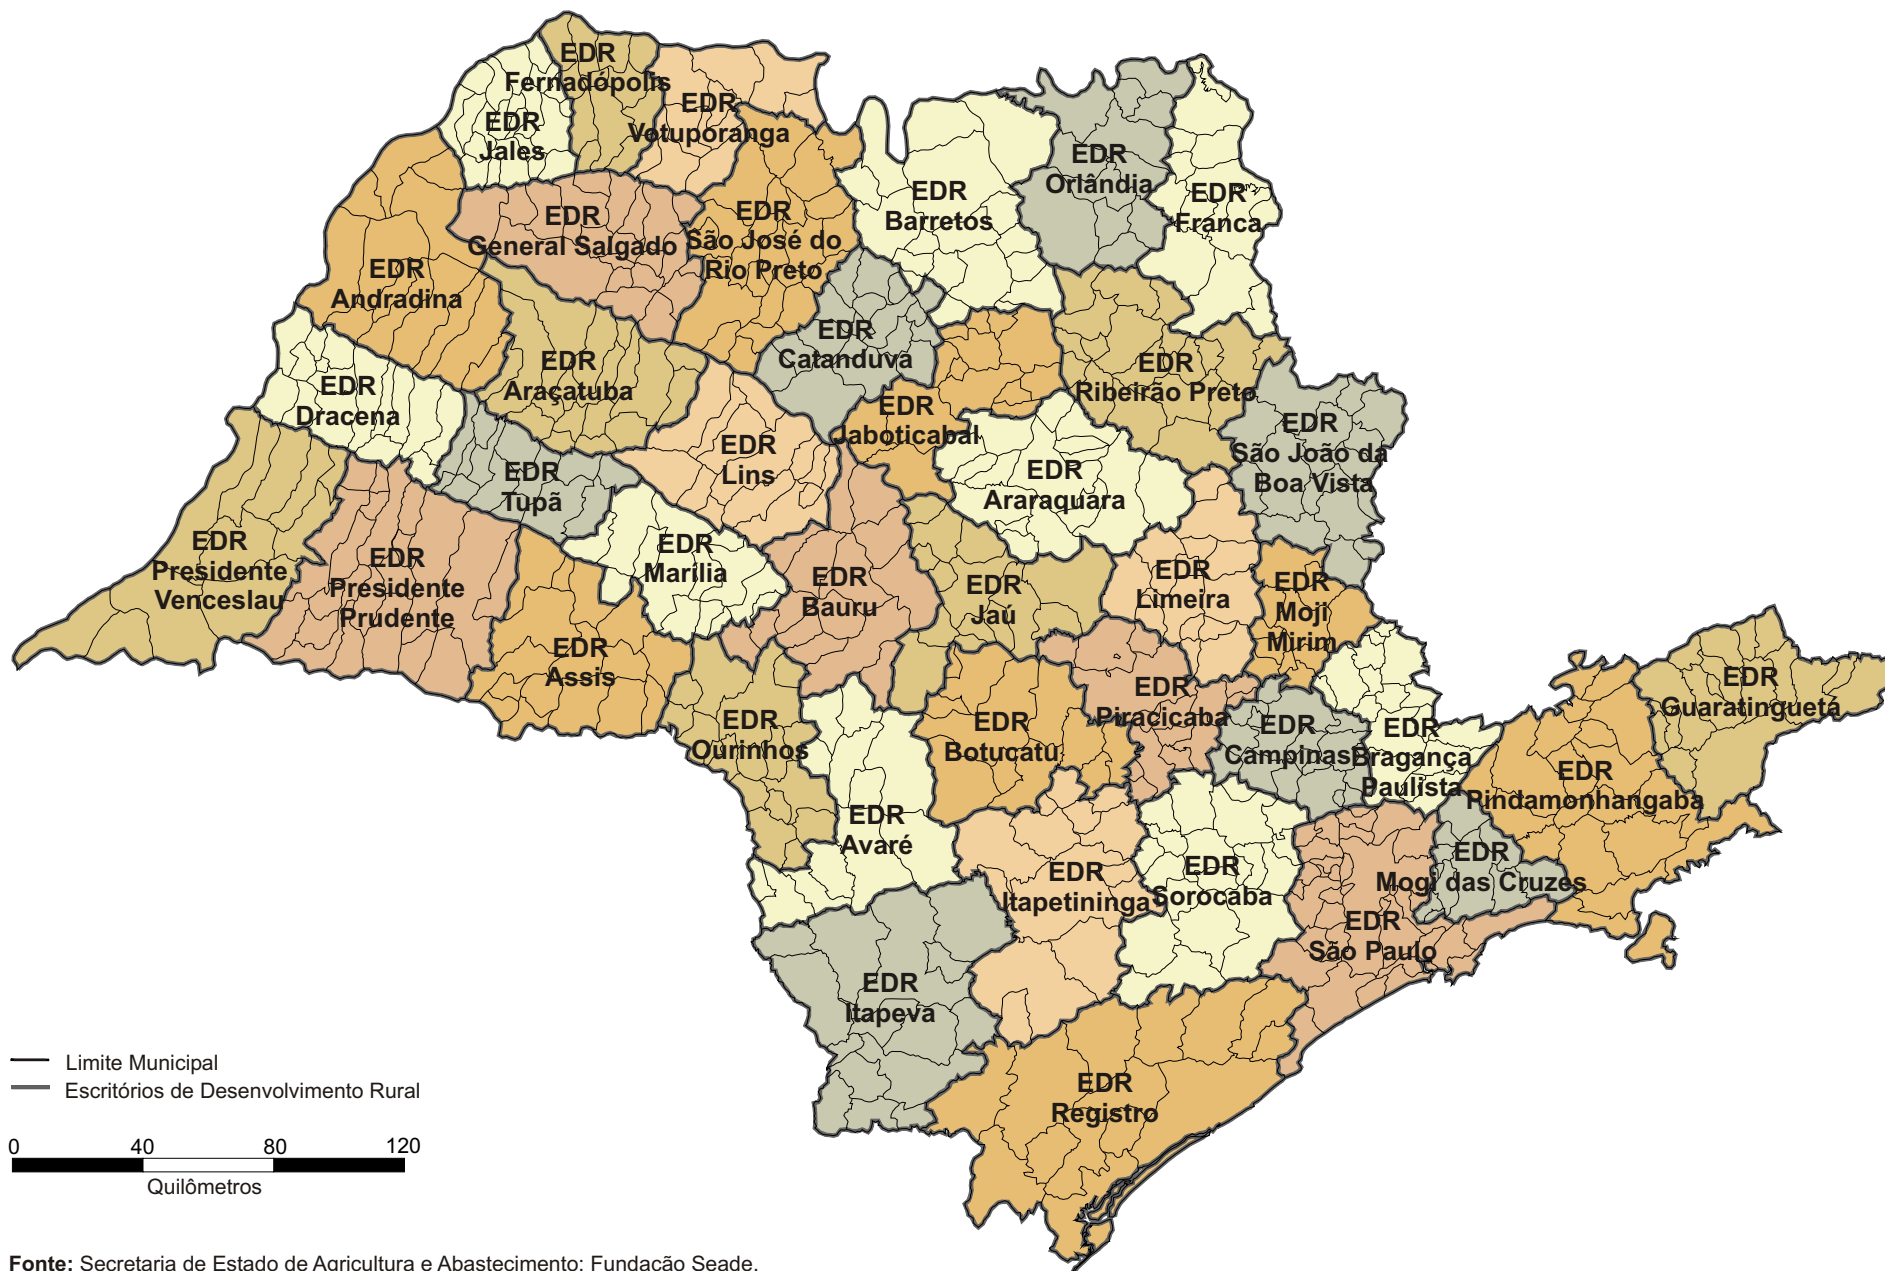 EDR
Fernadópolis
EDR
Votuporanga
EDR
Jales
EDR
Orlândia
EDR
Barretos
EDR
Franca
EDR
General Salgado
EDR
São José do
Rio Preto
EDR
Andradina
EDR
Catanduva
EDR
Araçatuba
EDR
Ribeirão Preto
EDR
Dracena
EDR
Jaboticabal
EDR
São João da
Boa Vista
EDR
Lins
EDR
Araraquara
EDR
Tupã
EDR
Presidente
Venceslau
EDR
Presidente
Prudente
EDR
Marília
EDR
Bauru
EDR
Jaú
EDR
Limeira
EDR
Moji
Mirim
EDR
Assis
EDR
Guaratinguetá
EDR
Piracicaba
EDR
Ourinhos
EDR
Botucatu
EDR
Campinas
EDR
Bragança
Paulista
EDR
Pindamonhangaba
EDR
Avaré
EDR
Itapetininga
EDR
Sorocaba
EDR
Mogi das Cruzes
EDR
São Paulo
EDR
Itapeva
EDR
Registro
Limite Municipal
Escritórios de Desenvolvimento Rural
0 40 80 120
Quilômetros
Fonte: Secretaria de Estado de Agricultura e Abastecimento; Fundação Seade.